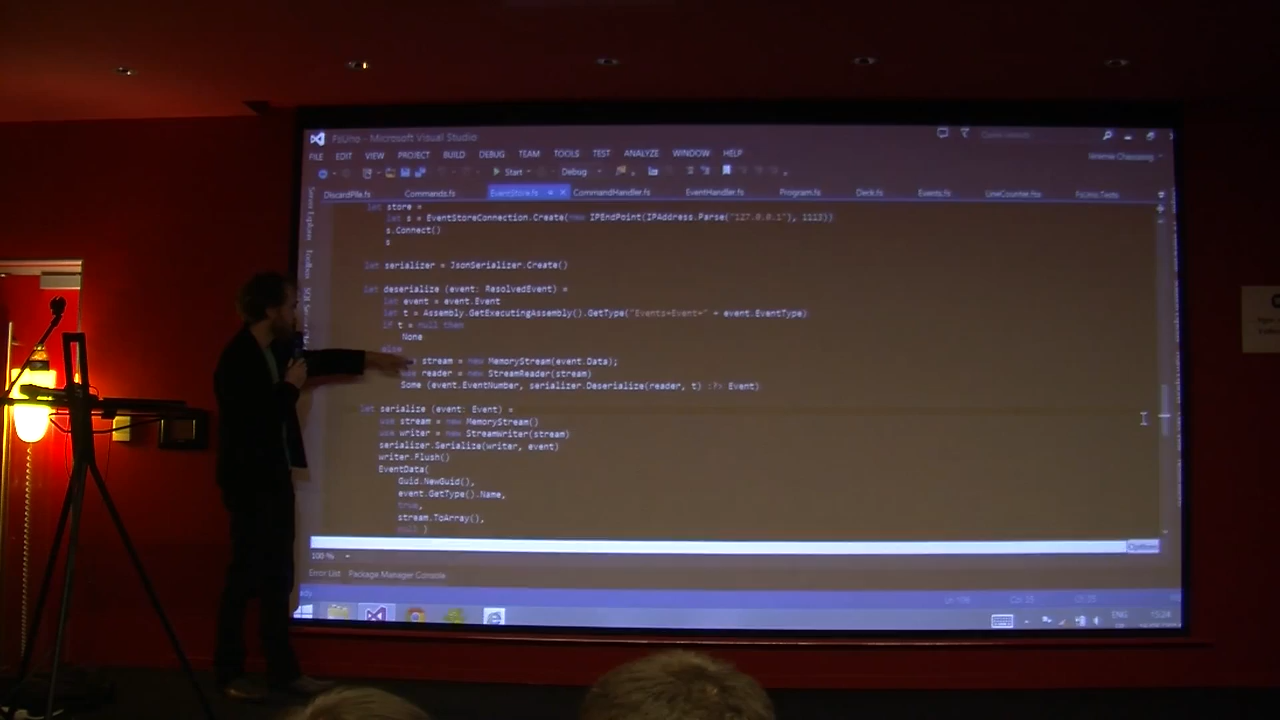 FsUno - Microsoft Visual Studio
FILE EDIT VIEW PROJECT BUILD DEBUG TEAM TOOLS TEST ANALYZE WINDOW HELP
Start Debug
DiscardPile.fs Commands.fs EventStore.fs CommandHandler.fs EventHandler.fs Program.fs Deck.fs Events.fs LineCounter.fsx FsUno.Tests
let store =
let s = EventStoreConnection.Create(new IPEndPoint(IPAddress.Parse("127.0.0.1"), 1113))
s.Connect()
s
let serializer = JsonSerializer.Create()
let deserialize (event: ResolvedEvent) =
let event = event.Event
let t = Assembly.GetExecutingAssembly().GetType("Events+Event+" + event.EventType)
if t = null then
None
else
stream = new MemoryStream(event.Data);
use reader = new StreamReader(stream)
Some (event.EventNumber, serializer.Deserialize(reader, t) :?> Event)
let serialize (event: Event) =
use stream = new MemoryStream()
use writer = new StreamWriter(stream)
serializer.Serialize(writer, event)
writer.Flush()
EventData(
Guid.NewGuid(),
event.GetType().Name,
true,
stream.ToArray(),
null )
100 %
Error List Package Manager Console
ENG 15:24